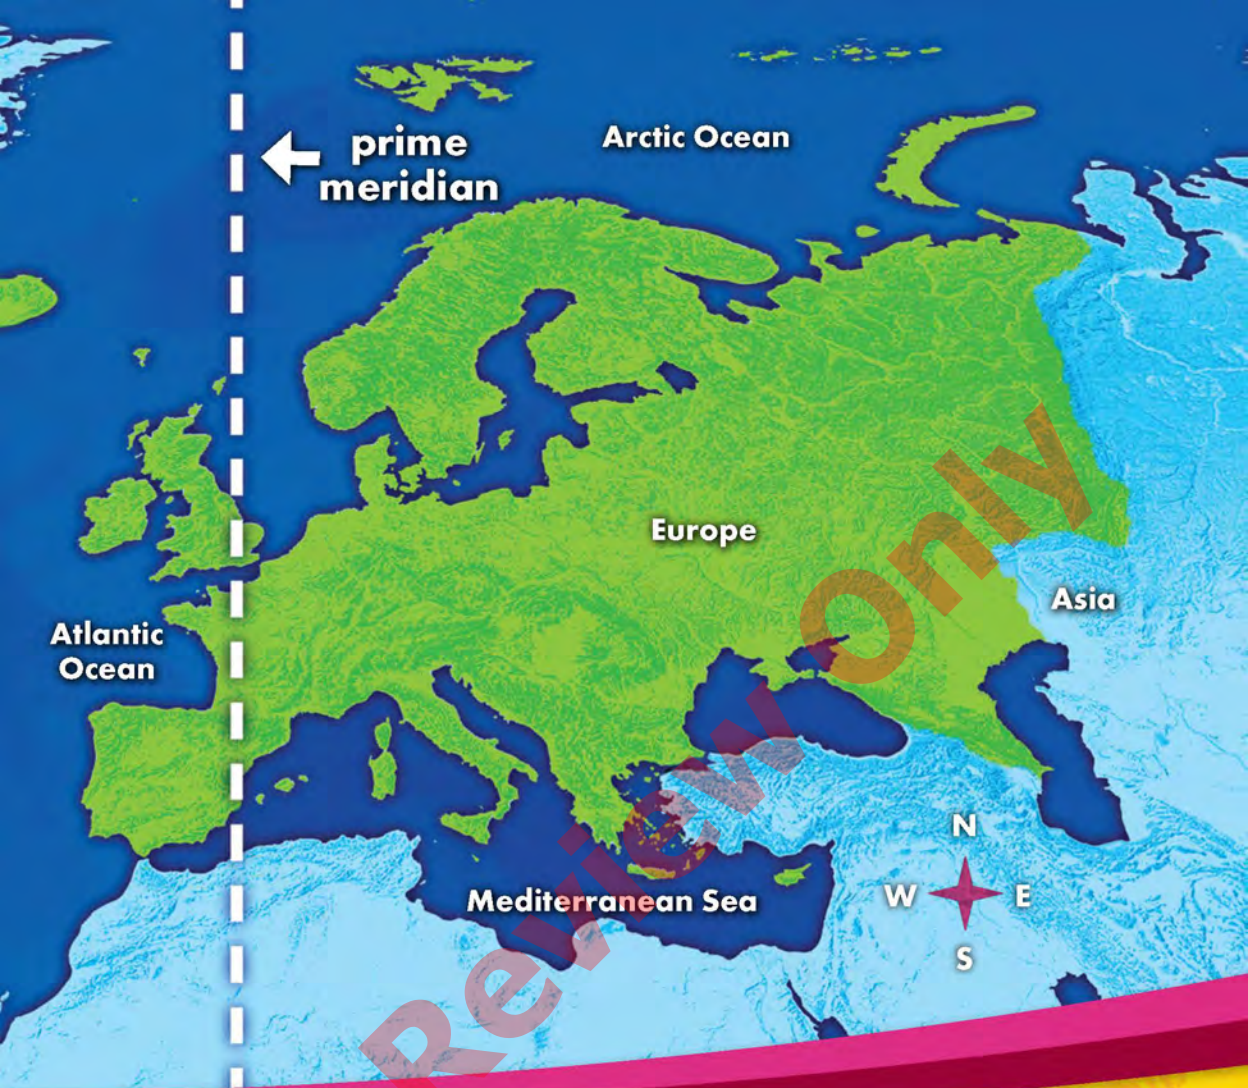 prime
meridian
Arctic Ocean
Europe
Asia
Atlantic
Ocean
Mediterranean Sea
N
W E
S
Review Only